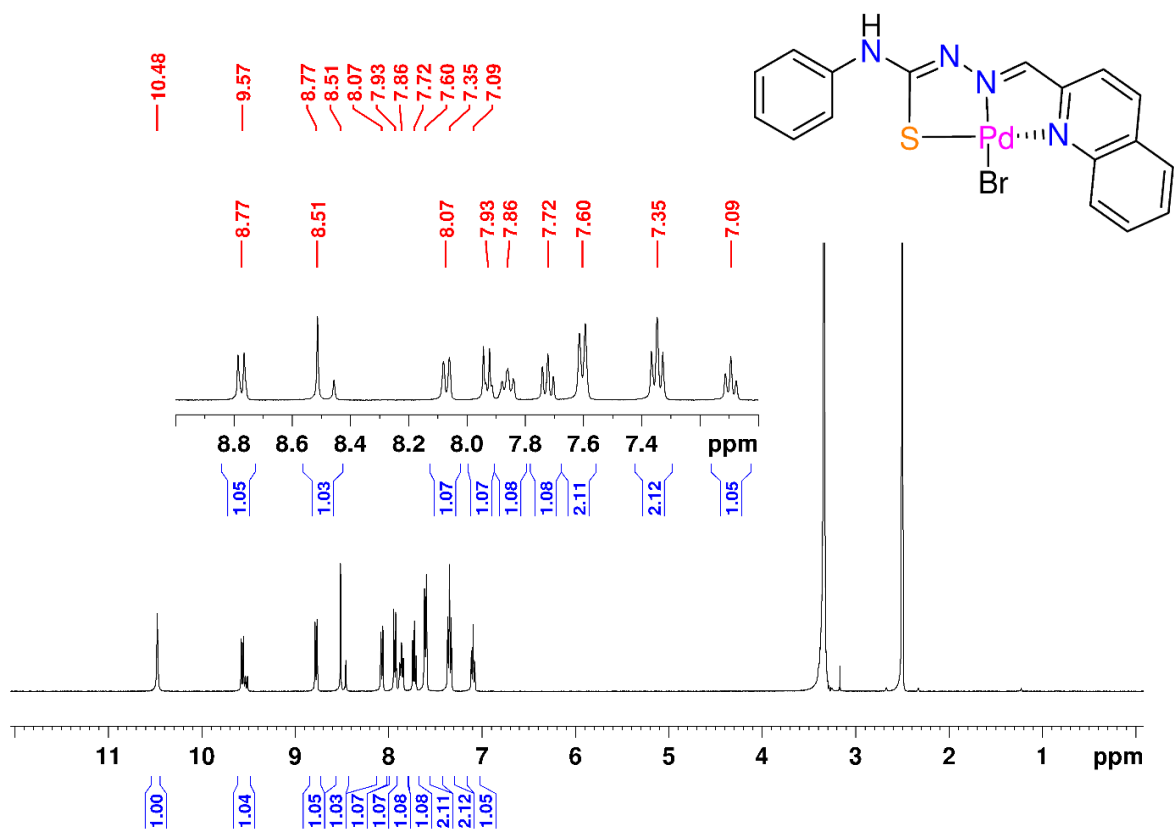 10.48 9.57 8.77 8.51 8.07 7.93 7.86 7.72 7.60 7.35 7.09
H
N N N
S Pd N
Br
8.77 8.51 8.07 7.93 7.86 7.72 7.60 7.35 7.09
8.8 8.6 8.4 8.2 8.0 7.8 7.6 7.4 ppm
1.05 1.03 1.07 1.07 1.08 1.08 2.11 2.12 1.05
11 10 9 8 7 6 5 4 3 2 1 ppm
1.00 1.04 1.05 1.03 1.07 1.07 1.08 1.08 2.11 2.12 1.05